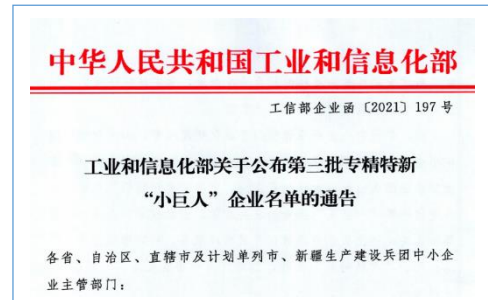 中华人民共和国工业和信息化部
工信部企业函〔2021〕197号
工业和信息化部关于公布第三批专精特新
“小巨人”企业名单的通告
各省、自治区、直辖市及计划单列市、新疆生产建设兵团中小企
业主管部门：